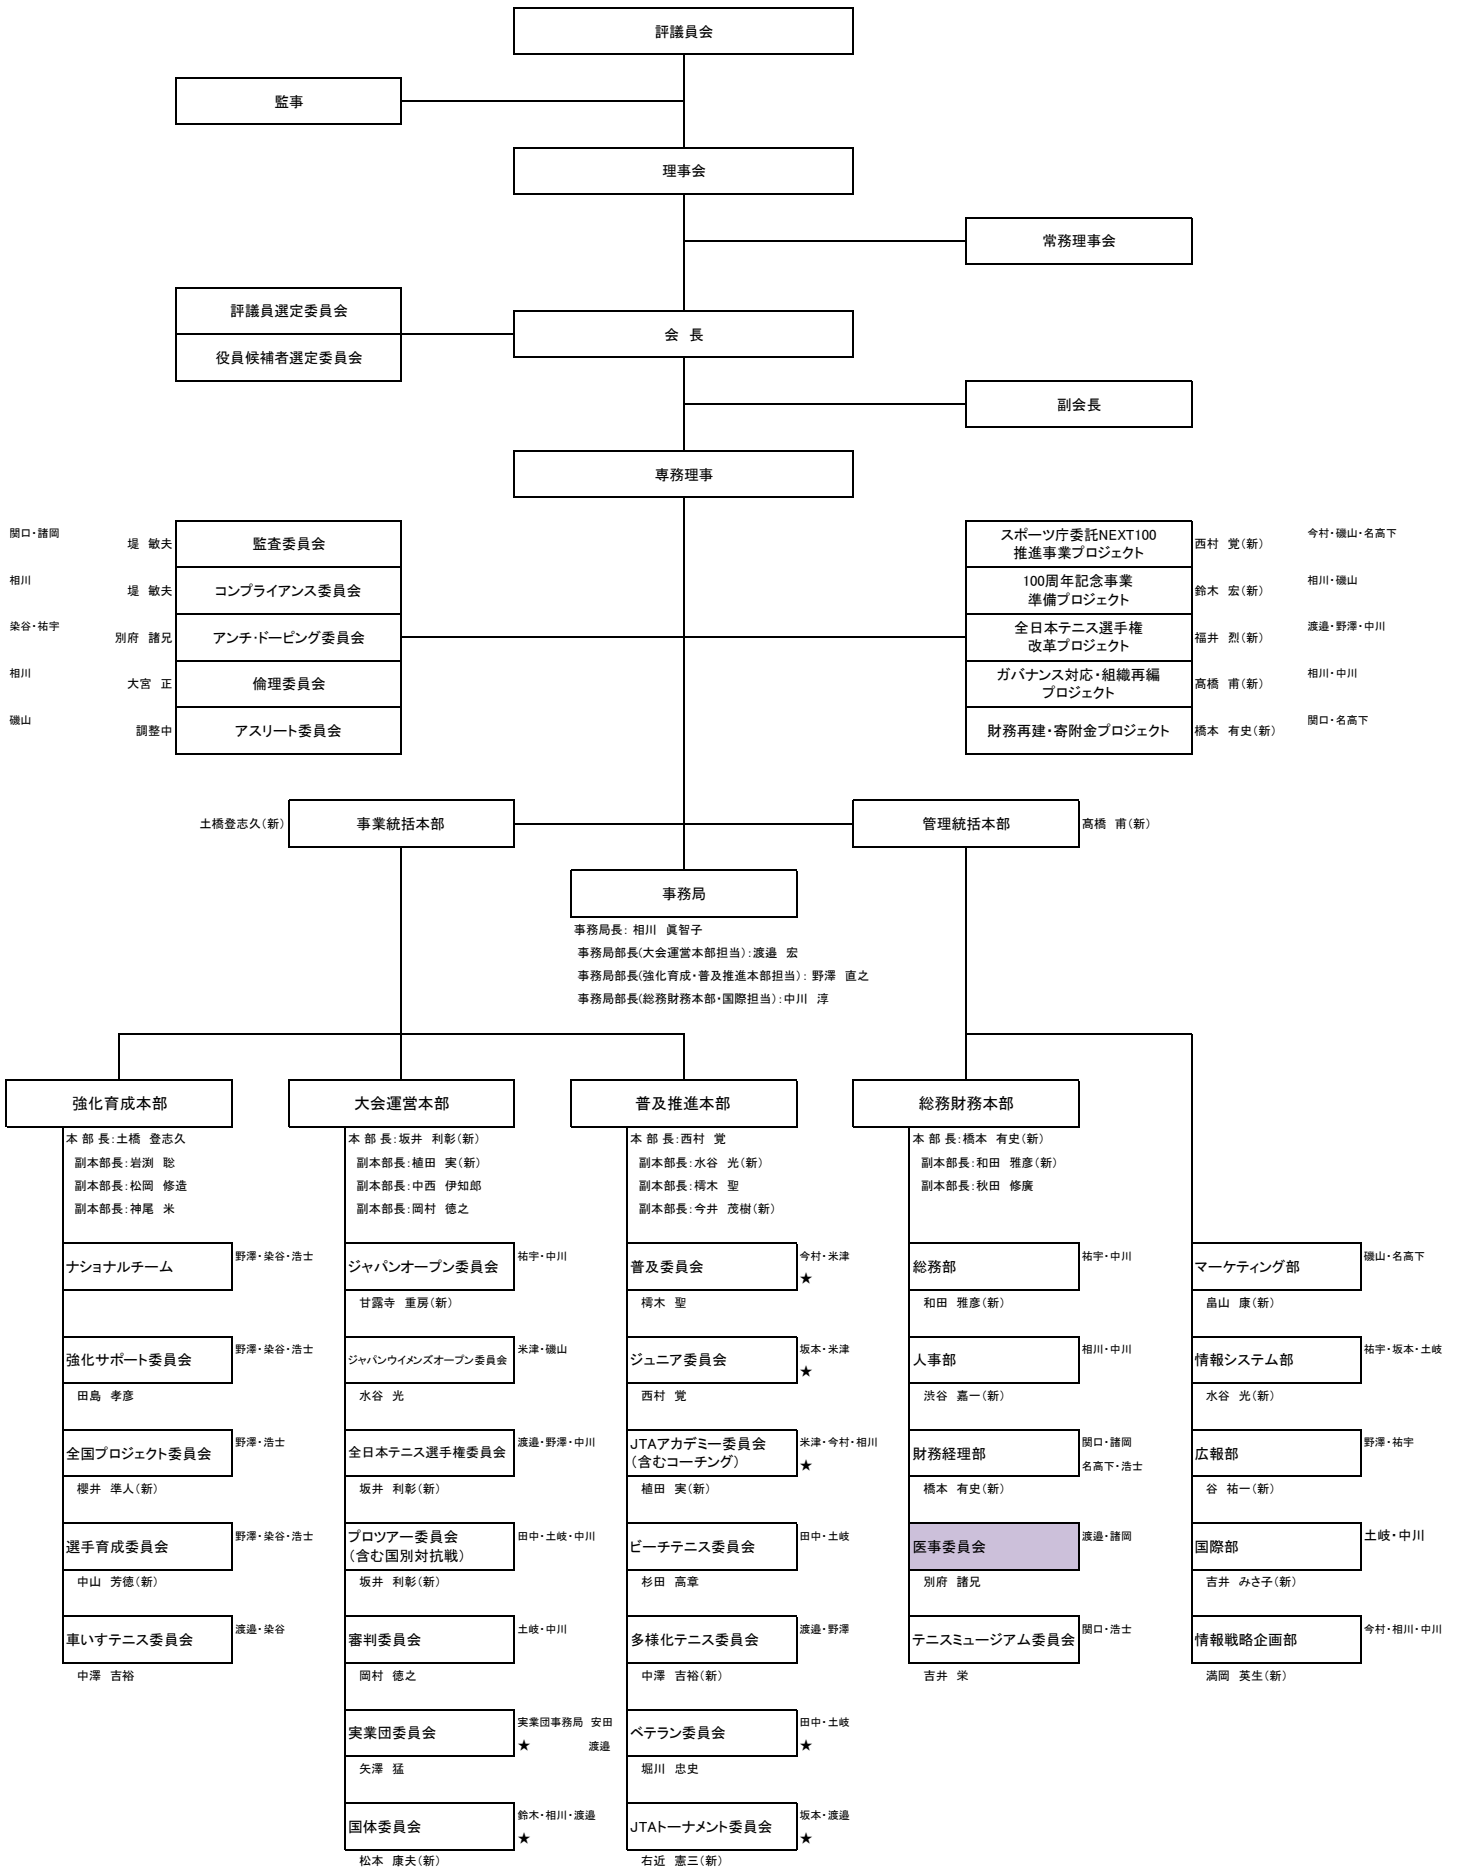 評議員会
監事
理事会
常務理事会
評議員選定委員会
役員候補者選定委員会
会　長
副会長
専務理事
関口・諸岡
堤　敏夫
監査委員会
相川
堤　敏夫
コンプライアンス委員会
染谷・祐宇
別府　諸兄
アンチ・ドーピング委員会
相川
大宮　正
倫理委員会
磯山
調整中
アスリート委員会
スポーツ庁委託NEXT100
推進事業プロジェクト
西村　覚(新)
今村・磯山・名高下
100周年記念事業
準備プロジェクト
鈴木　宏(新)
相川・磯山
全日本テニス選手権
改革プロジェクト
福井　烈(新)
渡邉・野澤・中川
ガバナンス対応・組織再編
プロジェクト
髙橋　甫(新)
相川・中川
財務再建・寄附金プロジェクト
橋本　有史(新)
関口・名高下
土橋登志久(新)
事業統括本部
管理統括本部
髙橋　甫(新)
事務局
事務局長：相川　眞智子
事務局部長(大会運営本部担当)：渡邉　宏
事務局部長(強化育成・普及推進本部担当)：野澤　直之
事務局部長(総務財務本部・国際担当)：中川　淳
強化育成本部
本 部 長：土橋　登志久
副本部長：岩渕　聡
副本部長：松岡　修造
副本部長：神尾　米
ナショナルチーム
野澤・染谷・浩士
強化サポート委員会
野澤・染谷・浩士
田島　孝彦
全国プロジェクト委員会
野澤・浩士
櫻井　準人(新)
選手育成委員会
野澤・染谷・浩士
中山　芳徳(新)
車いすテニス委員会
渡邉・染谷
中澤　吉裕
大会運営本部
本 部 長：坂井　利彰(新)
副本部長：植田　実(新)
副本部長：中西　伊知郎
副本部長：岡村　徳之
ジャパンオープン委員会
祐宇・中川
甘露寺　重房(新)
ジャパンウイメンズオープン委員会
米津・磯山
水谷　光
全日本テニス選手権委員会
渡邉・野澤・中川
坂井　利彰(新)
プロツアー委員会
(含む国別対抗戦)
田中・土岐・中川
坂井　利彰(新)
審判委員会
土岐・中川
岡村　徳之
実業団委員会
実業団事務局　安田
★　渡邉
矢澤　猛
国体委員会
鈴木・相川・渡邉
★
松本　康夫(新)
普及推進本部
本 部 長：西村　覚
副本部長：水谷　光(新)
副本部長：樗木　聖
副本部長：今井　茂樹(新)
普及委員会
今村・米津
★
樗木　聖
ジュニア委員会
坂本・米津
★
西村　覚
JTAアカデミー委員会
(含むコーチング)
米津・今村・相川
★
植田　実(新)
ビーチテニス委員会
田中・土岐
杉田　高章
多様化テニス委員会
渡邉・野澤
中澤　吉裕(新)
ベテラン委員会
田中・土岐
★
堀川　忠史
JTAトーナメント委員会
坂本・渡邉
★
右近　憲三(新)
総務財務本部
本 部 長：橋本　有史(新)
副本部長：和田　雅彦(新)
副本部長：秋田　修廣
総務部
祐宇・中川
和田　雅彦(新)
人事部
相川・中川
渋谷　嘉一(新)
財務経理部
関口・諸岡
名高下・浩士
橋本　有史(新)
医事委員会
渡邉・諸岡
別府　諸兄
テニスミュージアム委員会
関口・浩士
吉井　栄
マーケティング部
磯山・名高下
畠山　康(新)
情報システム部
祐宇・坂本・土岐
水谷　光(新)
広報部
野澤・祐宇
谷　祐一(新)
国際部
土岐・中川
吉井　みさ子(新)
情報戦略企画部
今村・相川・中川
満岡　英生(新)